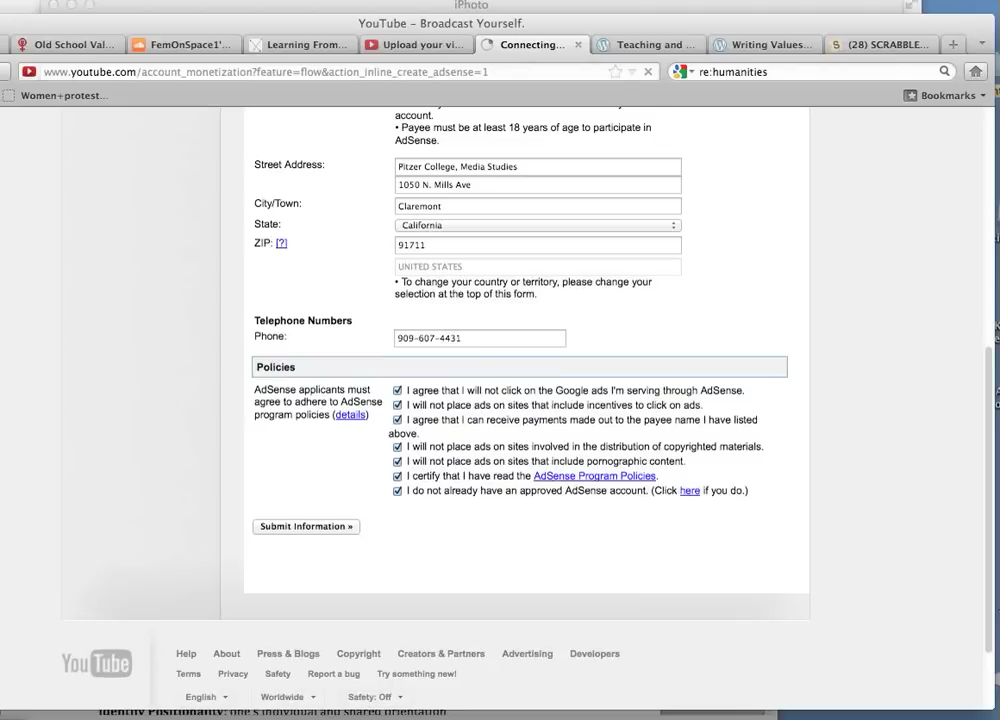 iPhoto
YouTube - Broadcast Yourself.
Old School Val... FemOnSpace1'... Learning From... Upload your vi... Connecting... Teaching and ... Writing Values... (28) SCRABBLE...
www.youtube.com/account_monetization?feature=flow&action_inline_create_adsense=1 re:humanities
Women+protest... Bookmarks
account.
• Payee must be at least 18 years of age to participate in
AdSense.
Street Address: Pitzer College, Media Studies
1050 N. Mills Ave
City/Town: Claremont
State: California
ZIP: [?] 91711
UNITED STATES
• To change your country or territory, please change your
selection at the top of this form.
Telephone Numbers
Phone: 909-607-4431
Policies
AdSense applicants must
agree to adhere to AdSense
program policies (details)
I agree that I will not click on the Google ads I'm serving through AdSense.
I will not place ads on sites that include incentives to click on ads.
I agree that I can receive payments made out to the payee name I have listed
above.
I will not place ads on sites involved in the distribution of copyrighted materials.
I will not place ads on sites that include pornographic content.
I certify that I have read the AdSense Program Policies.
I do not already have an approved AdSense account. (Click here if you do.)
Submit Information »
YouTube
Help About Press & Blogs Copyright Creators & Partners Advertising Developers
Terms Privacy Safety Report a bug Try something new!
English Worldwide Safety: Off
Identity Positionality: one's individual and shared orientation